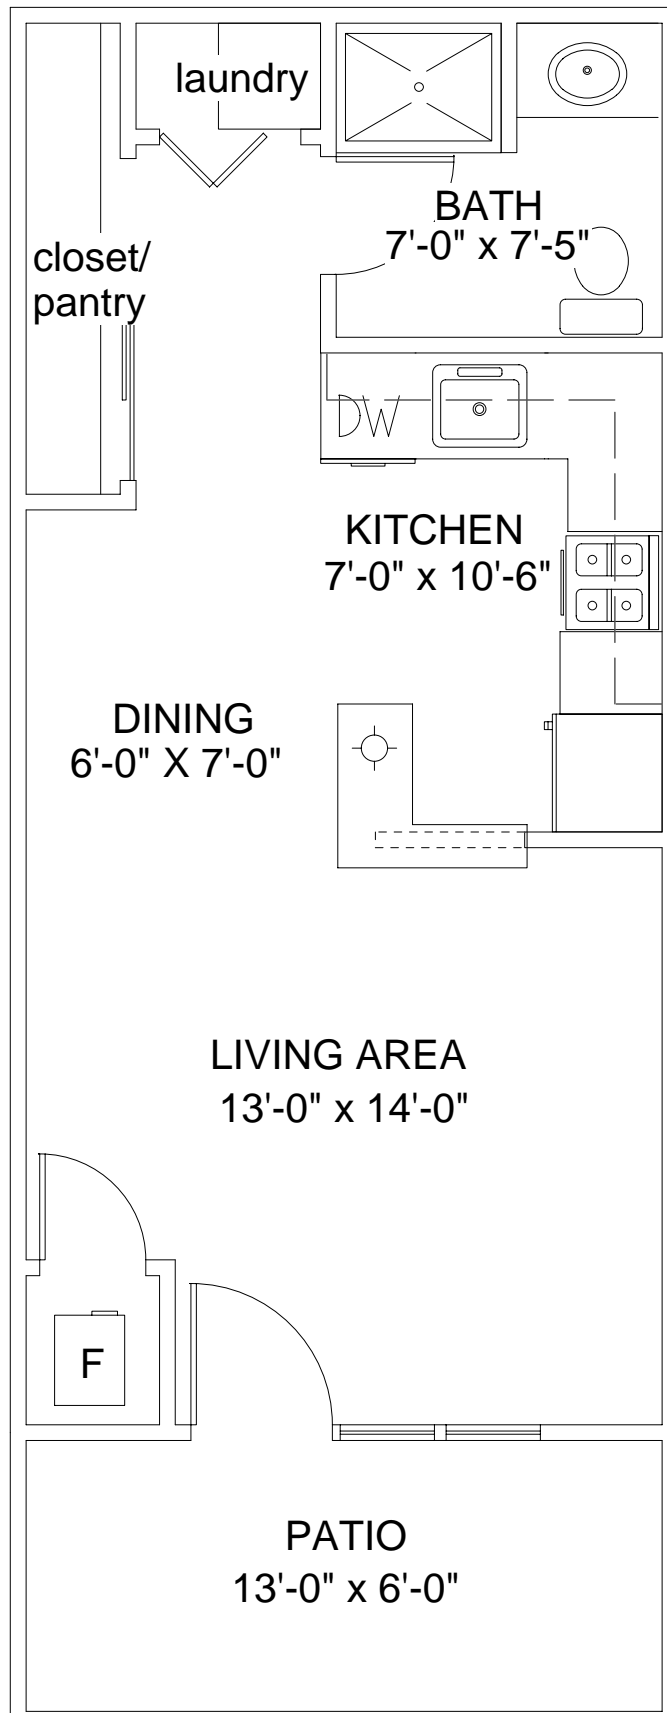 laundry
BATH
7'-0" x 7'-5"
closet/
pantry
DW
KITCHEN
7'-0" x 10'-6"
DINING
6'-0" X 7'-0"
LIVING AREA
13'-0" x 14'-0"
F
PATIO
13'-0" x 6'-0"